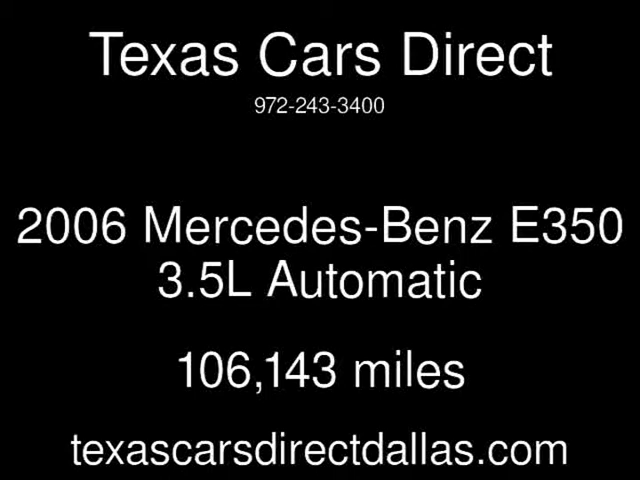 Texas Cars Direct
972-243-3400
2006 Mercedes-Benz E350
3.5L Automatic
106,143 miles
texascarsdirectdallas.com